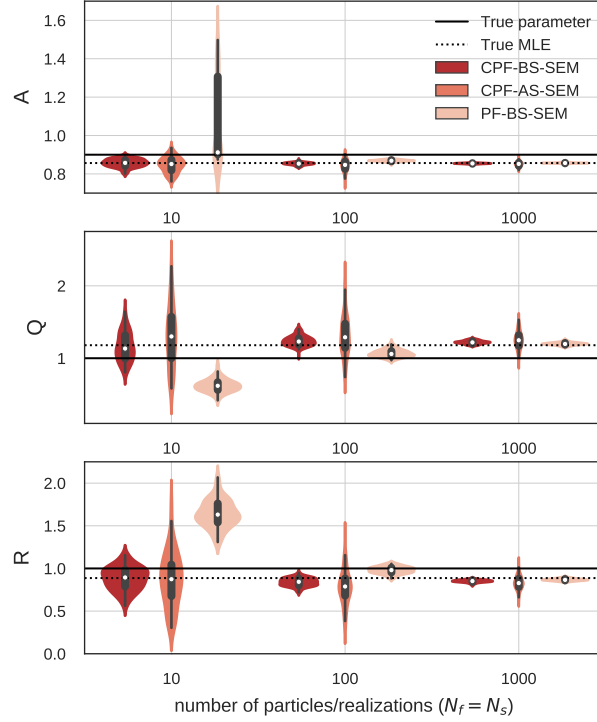 1.6
1.4
1.2
1.0
0.8
A
True parameter
True MLE
CPF-BS-SEM
CPF-AS-SEM
PF-BS-SEM
10
100
1000
2
1
Q
10
100
1000
2.0
1.5
1.0
0.5
0.0
R
10
100
1000
number of particles/realizations (N_f = N_s)